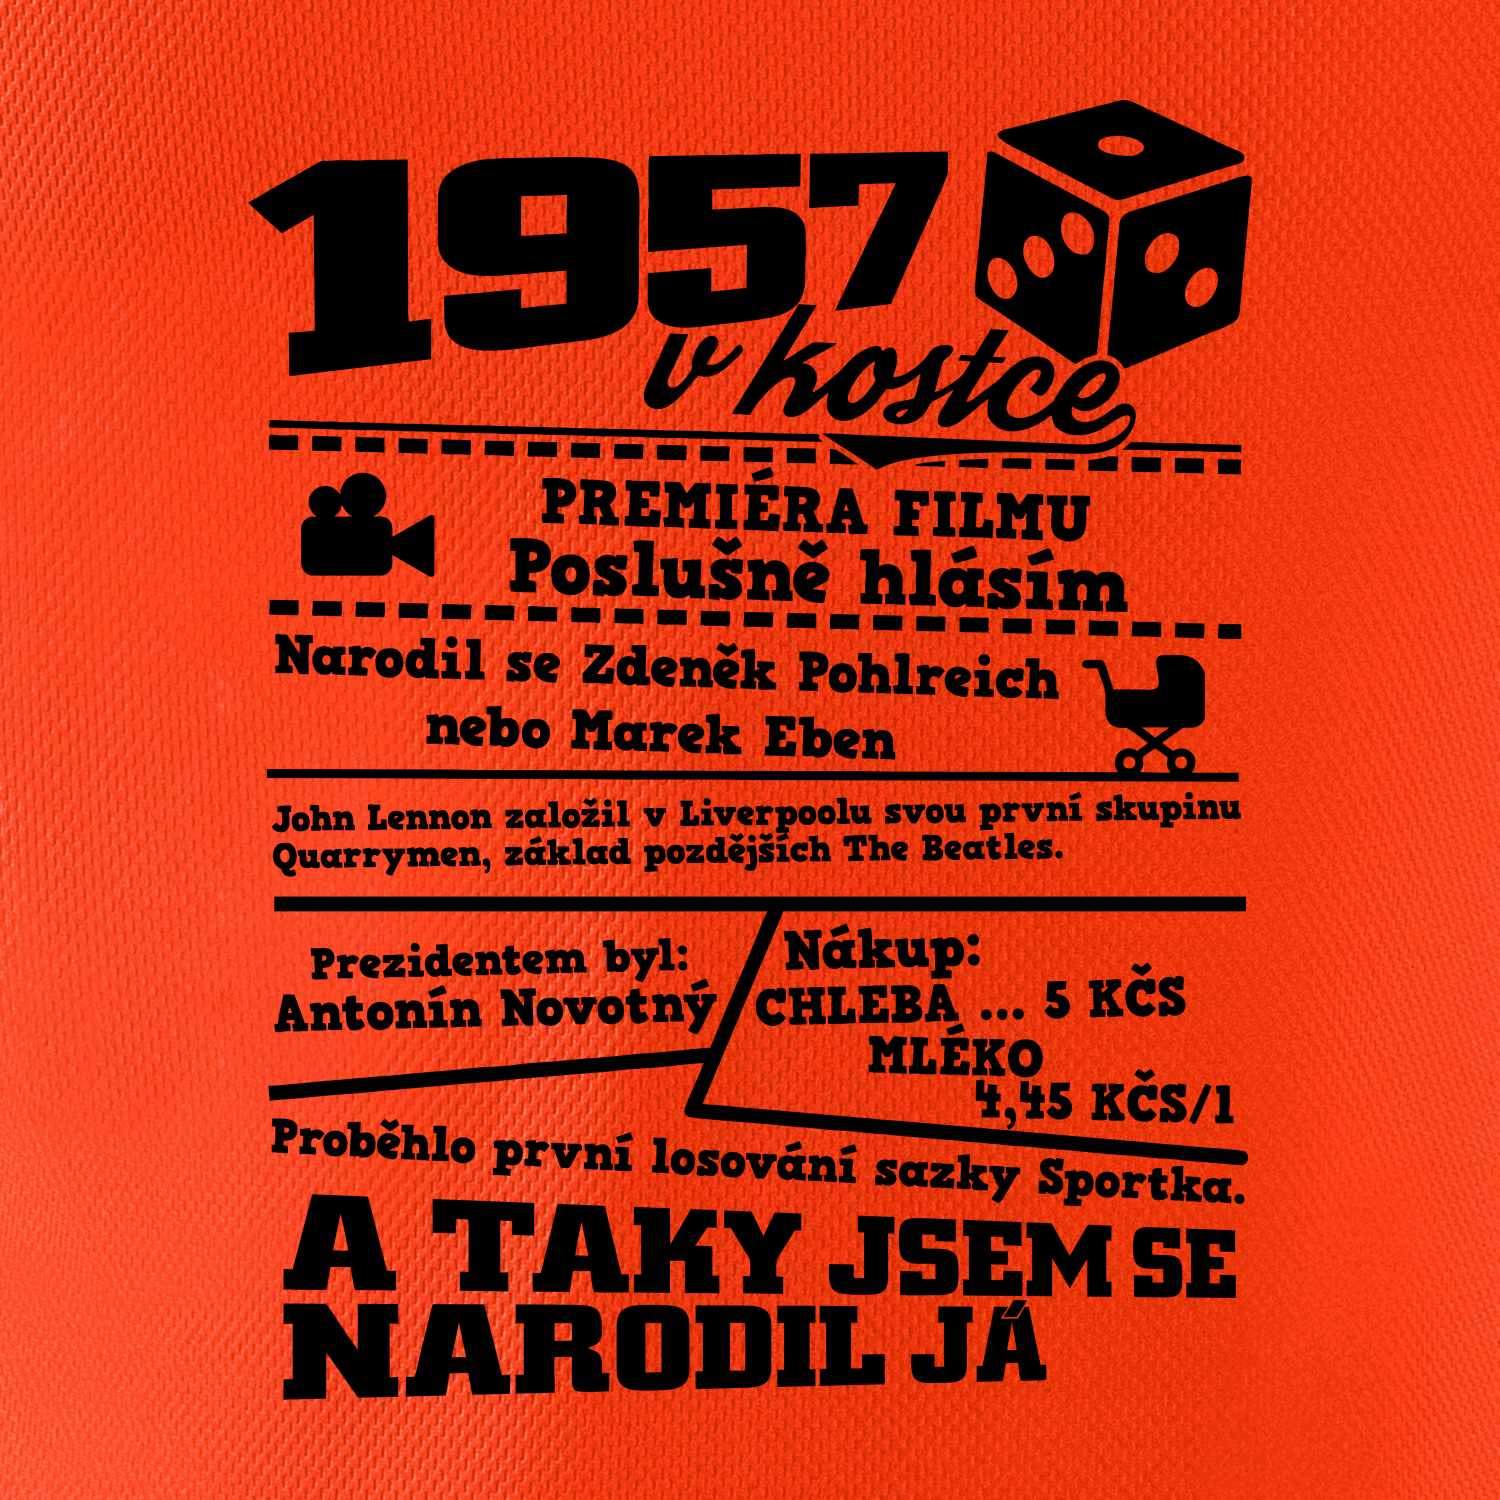 1957
v kostce
PREMIÉRA FILMU
Poslušně hlásím
Narodil se Zdeněk Pohlreich
nebo Marek Eben
John Lennon založil v Liverpoolu svou první skupinu
Quarrymen, základ pozdějších The Beatles.
Prezidentem byl:
Antonín Novotný
Nákup:
CHLEBA ... 5 KČS
MLÉKO
4,45 KČS/l
Proběhlo první losování sazky Sportka.
A TAKY JSEM SE
NARODIL JÁ